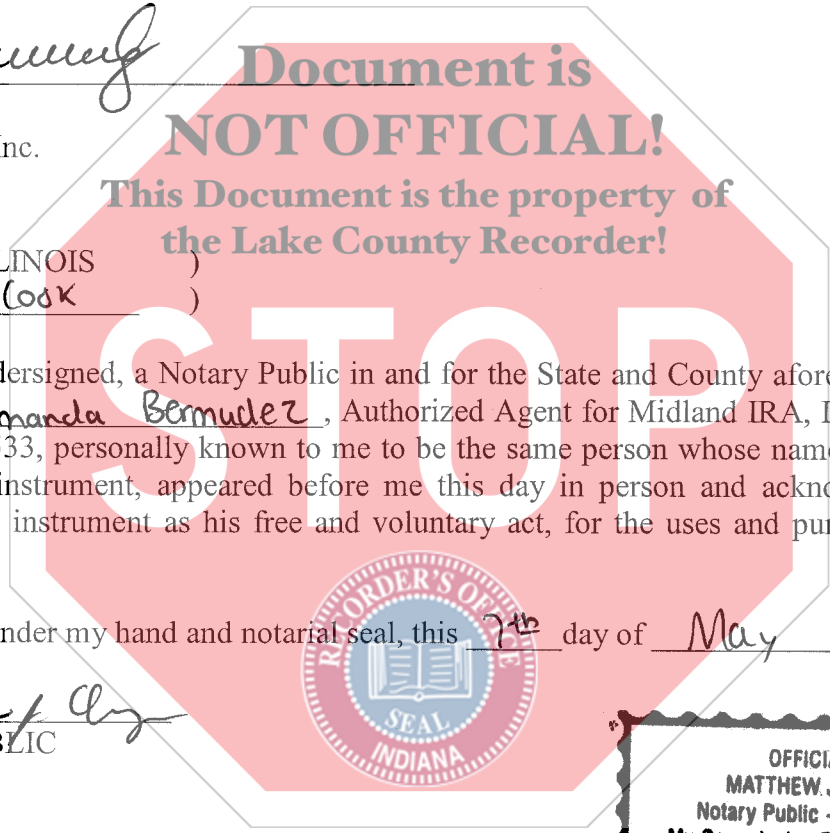 Document is
NOT OFFICIAL!
This Document is the property of
the Lake County Recorder!
STOP
nc.
LINOIS )
Cook )
dersigned, a Notary Public in and for the State and County afore
manda Bermudez, Authorized Agent for Midland IRA, I
33, personally known to me to be the same person whose name
instrument, appeared before me this day in person and ackno
instrument as his free and voluntary act, for the uses and pur
nder my hand and notarial seal, this 7th day of May
RECORDER'S OFFICE
SEAL
INDIANA
BLIC
OFFICIA
MATTHEW J
Notary Public -